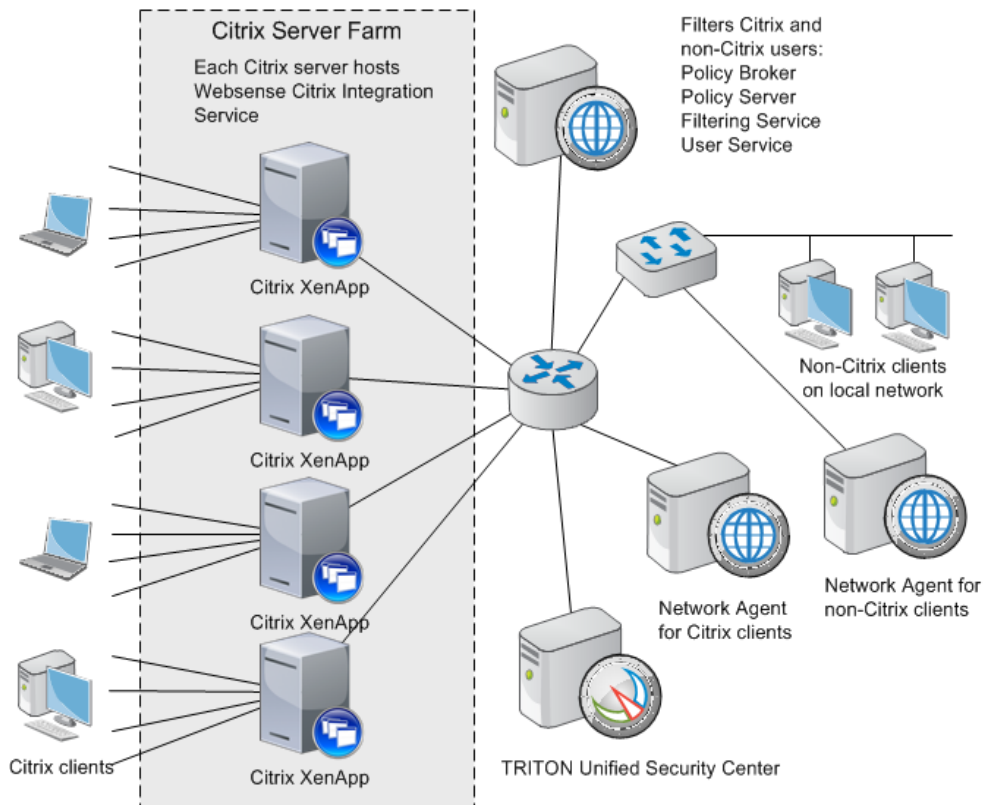 Citrix Server Farm
Each Citrix server hosts
Websense Citrix Integration
Service
Filters Citrix and
non-Citrix users:
Policy Broker
Policy Server
Filtering Service
User Service
Citrix XenApp
Non-Citrix clients
on local network
Citrix XenApp
Citrix XenApp
Network Agent
for Citrix clients
Network Agent for
non-Citrix clients
Citrix clients
Citrix XenApp
TRITON Unified Security Center